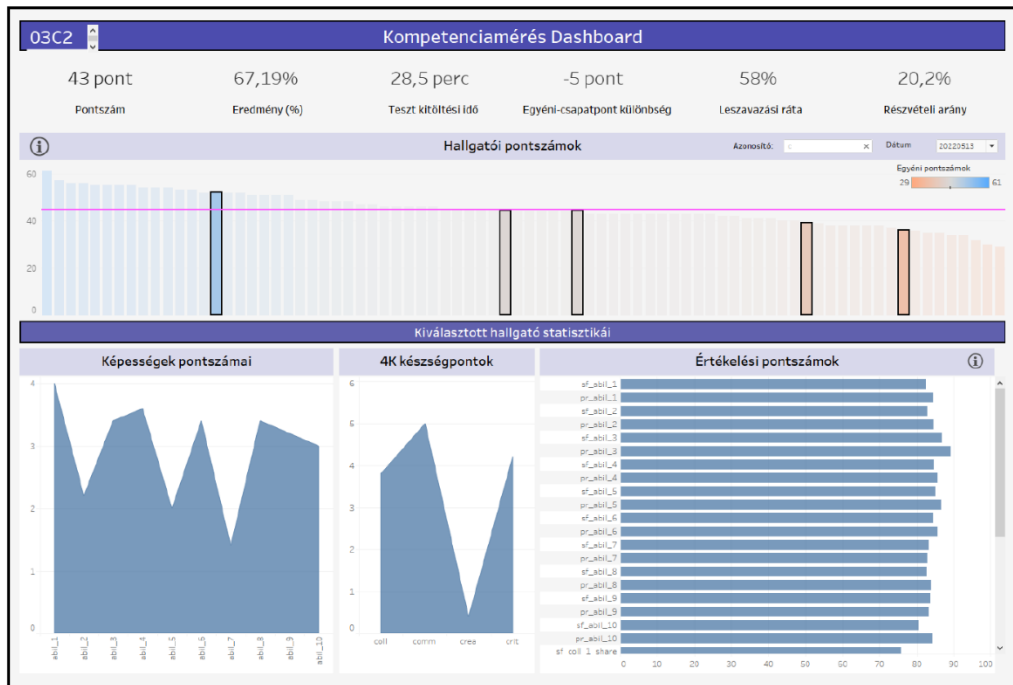 03C2
Kompetenciamérés Dashboard
43 pont 67,19% 28,5 perc -5 pont 58% 20,2%
Pontszám Eredmény (%) Teszt kitöltési idő Egyéni-csapatpont különbség Leszavazási ráta Részvételi arány
Hallgatói pontszámok Azonosító: Dátum 20220513
Egyéni pontszámok
29 61
60
40
20
0
Kiválasztott hallgató statisztikái
Képességek pontszámai
4
3
2
1
0
abil_1 abil_2 abil_3 abil_4 abil_5 abil_6 abil_7 abil_8 abil_9 abil_10
4K készségpontok
6
5
4
3
2
1
0
coll comm crea crit
Értékelési pontszámok
sf_abil_1
pr_abil_1
sf_abil_2
pr_abil_2
sf_abil_3
pr_abil_3
sf_abil_4
pr_abil_4
sf_abil_5
pr_abil_5
sf_abil_6
pr_abil_6
sf_abil_7
pr_abil_7
sf_abil_8
pr_abil_8
sf_abil_9
pr_abil_9
sf_abil_10
pr_abil_10
sf_coll_1_share
0 10 20 30 40 50 60 70 80 90 100